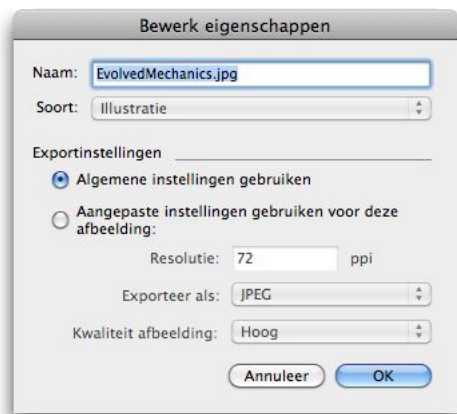 Bewerk eigenschappen
Naam: EvolvedMechanics.jpg
Soort: Illustratie
Exportinstellingen
Algemene instellingen gebruiken
Aangepaste instellingen gebruiken voor deze
afbeelding:
Resolutie: 72 ppi
Exporteer als: JPEG
Kwaliteit afbeelding: Hoog
Annuleer OK